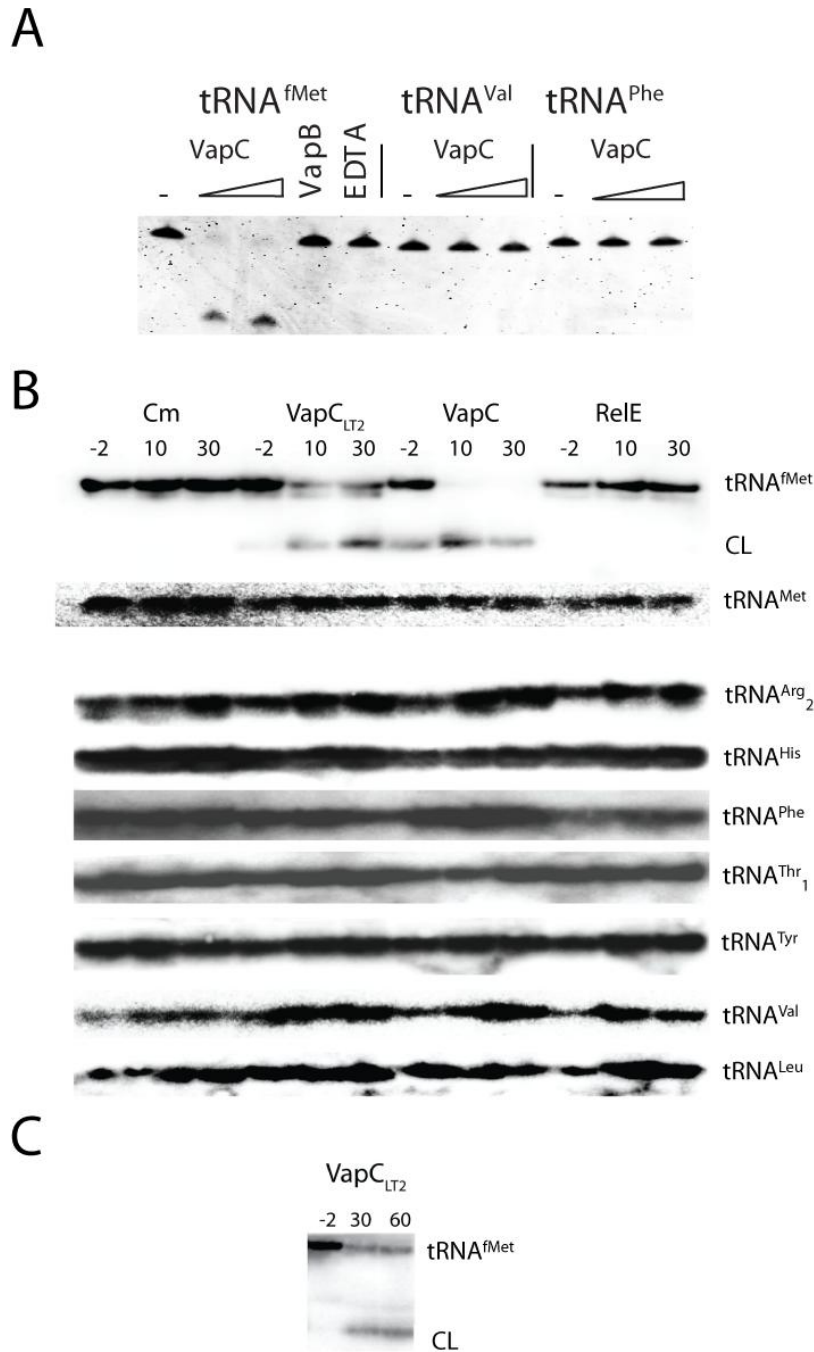 A
tRNA^fMet tRNA^Val tRNA^Phe
VapC VapB EDTA VapC VapC
- - -
B
Cm VapC_LT2 VapC RelE
-2 10 30 -2 10 30 -2 10 30 -2 10 30
tRNA^fMet
CL
tRNA^Met
tRNA^Arg_2
tRNA^His
tRNA^Phe
tRNA^Thr_1
tRNA^Tyr
tRNA^Val
tRNA^Leu
C
VapC_LT2
-2 30 60
tRNA^fMet
CL